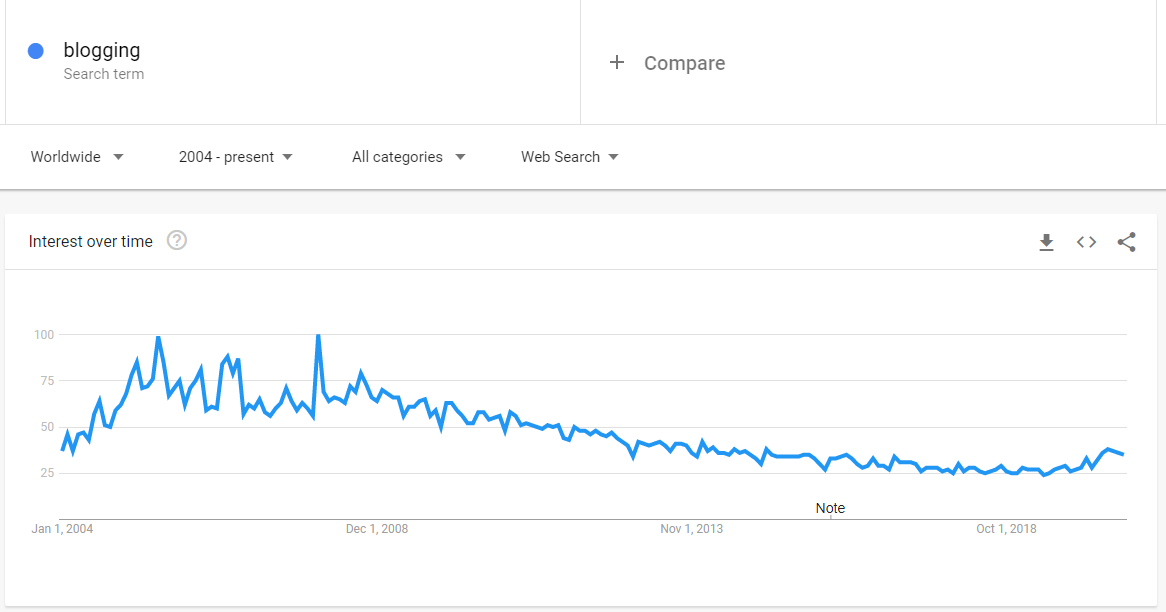 blogging
Search term
+ Compare
Worldwide
2004 - present
All categories
Web Search
Interest over time ?
100
75
50
25
Note
Jan 1, 2004
Dec 1, 2008
Nov 1, 2013
Oct 1, 2018